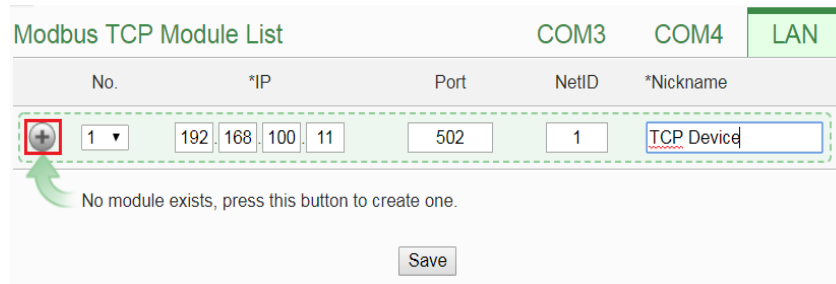 Modbus TCP Module List COM3 COM4 LAN
No. *IP Port NetID *Nickname
1 192 . 168 . 100 . 11 502 1 TCP Device
No module exists, press this button to create one.
Save